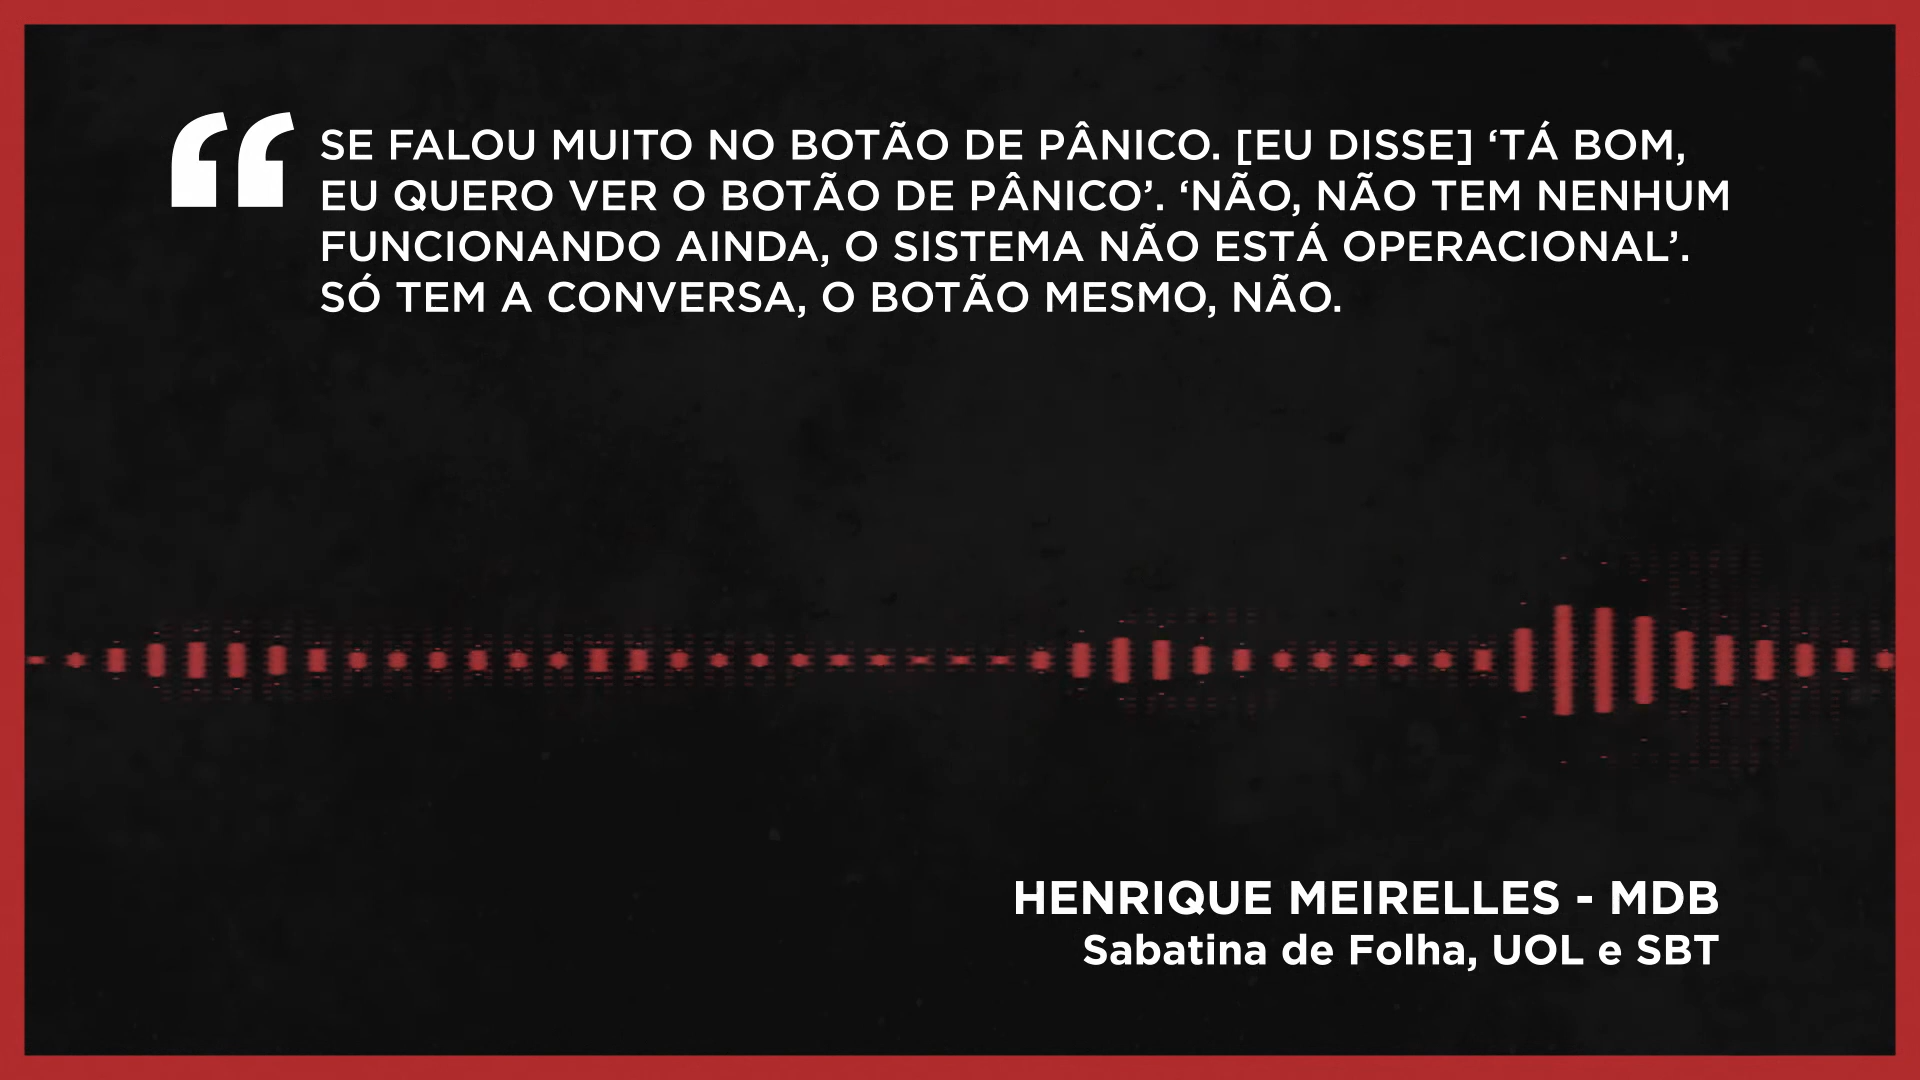 “SE FALOU MUITO NO BOTÃO DE PÂNICO. [EU DISSE] ‘TÁ BOM,
EU QUERO VER O BOTÃO DE PÂNICO’. ‘NÃO, NÃO TEM NENHUM
FUNCIONANDO AINDA, O SISTEMA NÃO ESTÁ OPERACIONAL’.
SÓ TEM A CONVERSA, O BOTÃO MESMO, NÃO.
HENRIQUE MEIRELLES - MDB
Sabatina de Folha, UOL e SBT